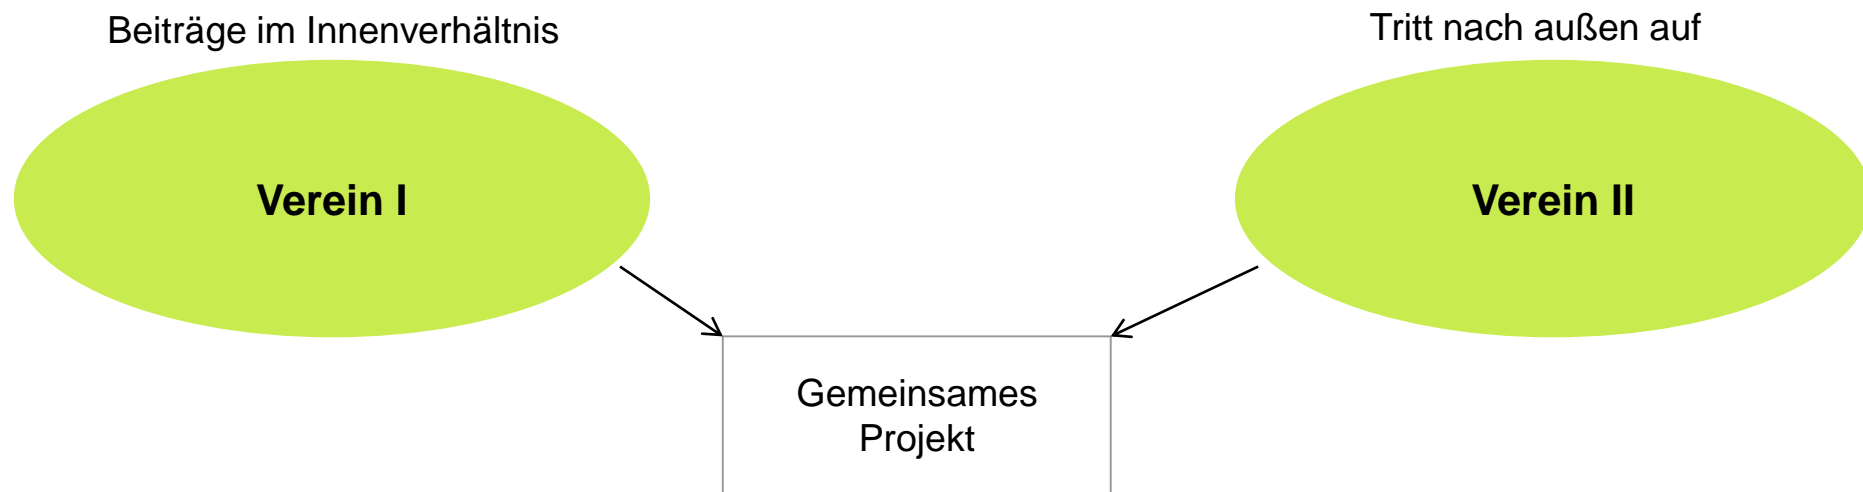 Beiträge im Innenverhältnis
Tritt nach außen auf
Verein I
Verein II
Gemeinsames
Projekt